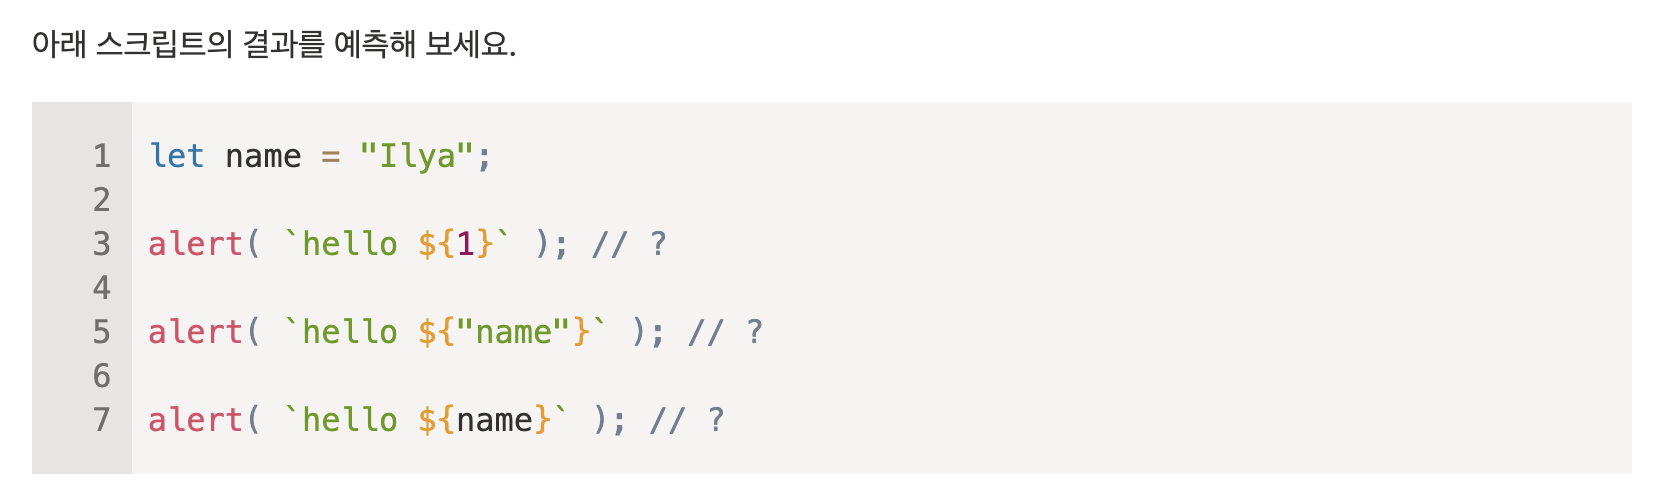 아래 스크립트의 결과를 예측해 보세요.
1 let name = "Ilya";
2
3 alert( `hello ${1}` ); // ?
4
5 alert( `hello ${"name"}` ); // ?
6
7 alert( `hello ${name}` ); // ?